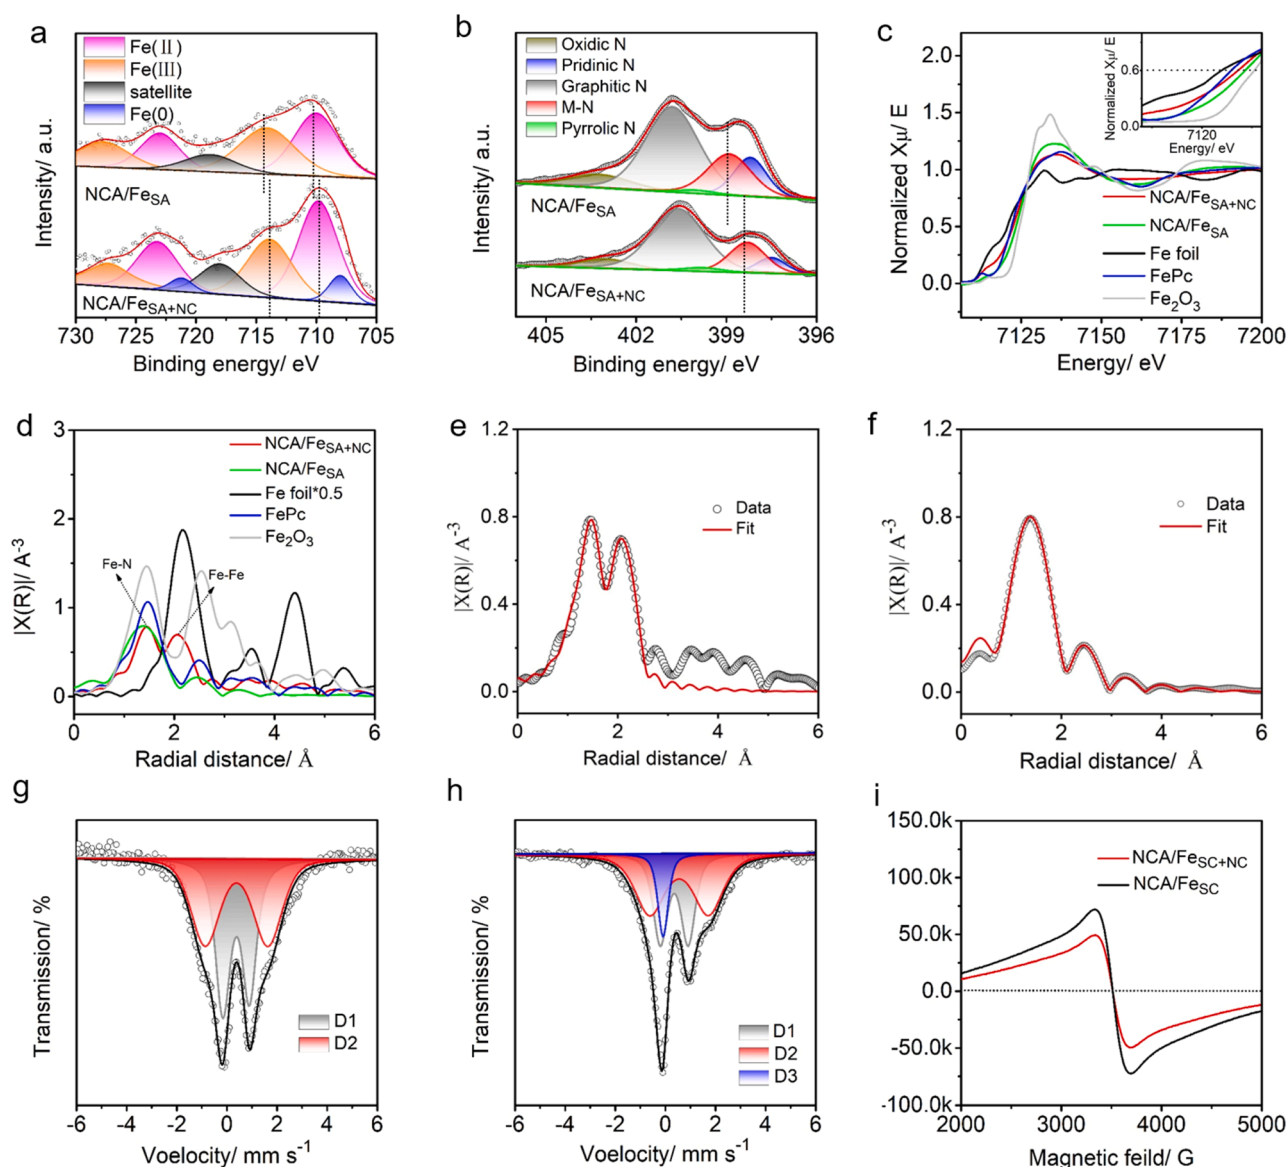 a
Fe(Ⅱ)
Fe(Ⅲ)
satellite
Fe(0)
NCA/FeSA
NCA/FeSA+NC
Intensity/ a.u.
730 725 720 715 710 705
Binding energy/ eV
b
Oxidic N
Pridinic N
Graphitic N
M-N
Pyrrolic N
NCA/FeSA
NCA/FeSA+NC
Intensity/ a.u.
405 402 399 396
Binding energy/ eV
c
2.0
1.5
1.0
0.5
0.0
Normalized Xμ/ E
Normalized Xμ/ E
0.6
0.0
7120
Energy/ eV
NCA/FeSA+NC
NCA/FeSA
Fe foil
FePc
Fe2O3
7125 7150 7175 7200
Energy/ eV
d
3
2
1
0
|X(R)|/ A-3
NCA/FeSA+NC
NCA/FeSA
Fe foil*0.5
FePc
Fe2O3
Fe-N
Fe-Fe
0 2 4 6
Radial distance/ Å
e
1.2
0.8
0.4
0.0
|X(R)|/ A-3
Data
Fit
0 1 2 3 4 5 6
Radial distance/ Å
f
1.2
0.8
0.4
0.0
|X(R)|/ A-3
Data
Fit
0 1 2 3 4 5 6
Radial distance/ Å
g
Transmission/ %
D1
D2
-6 -4 -2 0 2 4 6
Voelocity/ mm s-1
h
Transmission/ %
D1
D2
D3
-6 -4 -2 0 2 4 6
Voelocity/ mm s-1
i
150.0k
100.0k
50.0k
0.0
-50.0k
-100.0k
NCA/FeSC+NC
NCA/FeSC
2000 3000 4000 5000
Magnetic feild/ G